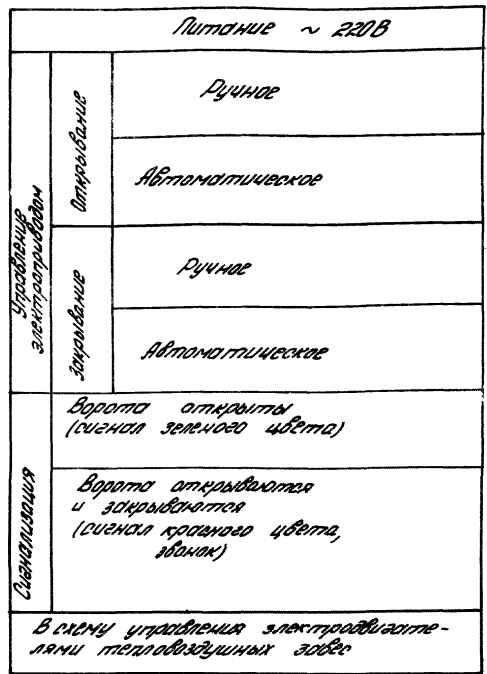 Питание ~ 220В
Управление
электроприводом
Открывание
Ручное
Автоматическое
Закрывание
Ручное
Автоматическое
Сигнализация
Ворота открыты
(сигнал зеленого цвета)
Ворота открываются
и закрываются
(сигнал красного цвета,
звонок)
В схему управления электродвигате-
лями тепловоздушных завес